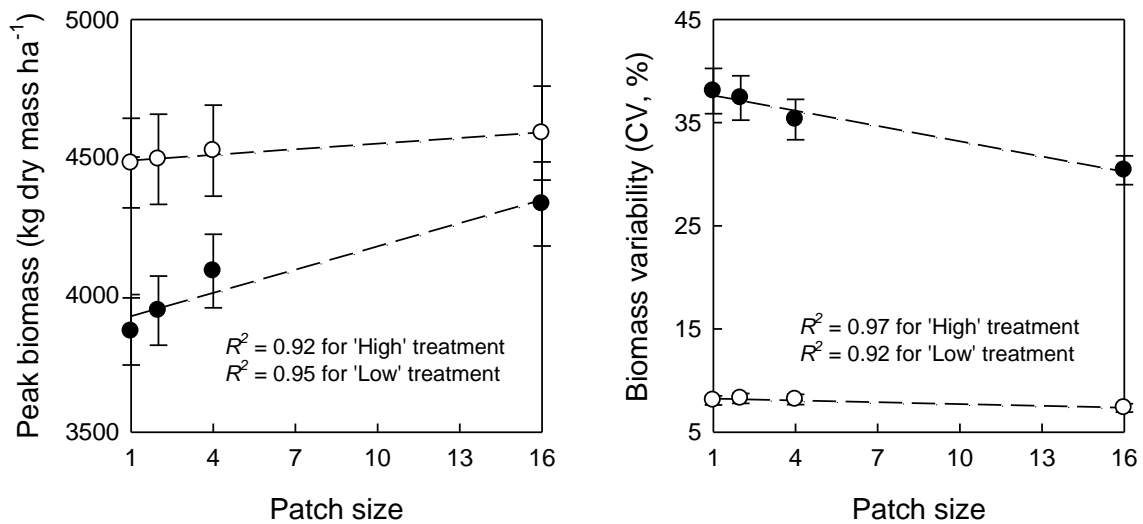 Peak biomass (kg dry mass ha⁻¹)
5000
4500
4000
3500
R² = 0.92 for 'High' treatment
R² = 0.95 for 'Low' treatment
1 4 7 10 13 16
Patch size
Biomass variability (CV, %)
45
35
25
15
5
R² = 0.97 for 'High' treatment
R² = 0.92 for 'Low' treatment
1 4 7 10 13 16
Patch size